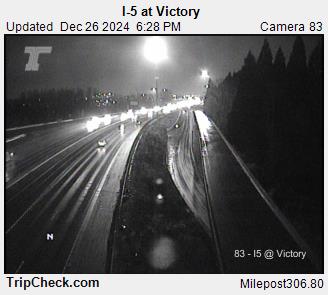 I-5 at Victory
Updated Dec 26 2024 6:28 PM Camera 83
T
N
83 - I5 @ Victory
TripCheck.com Milepost306.80